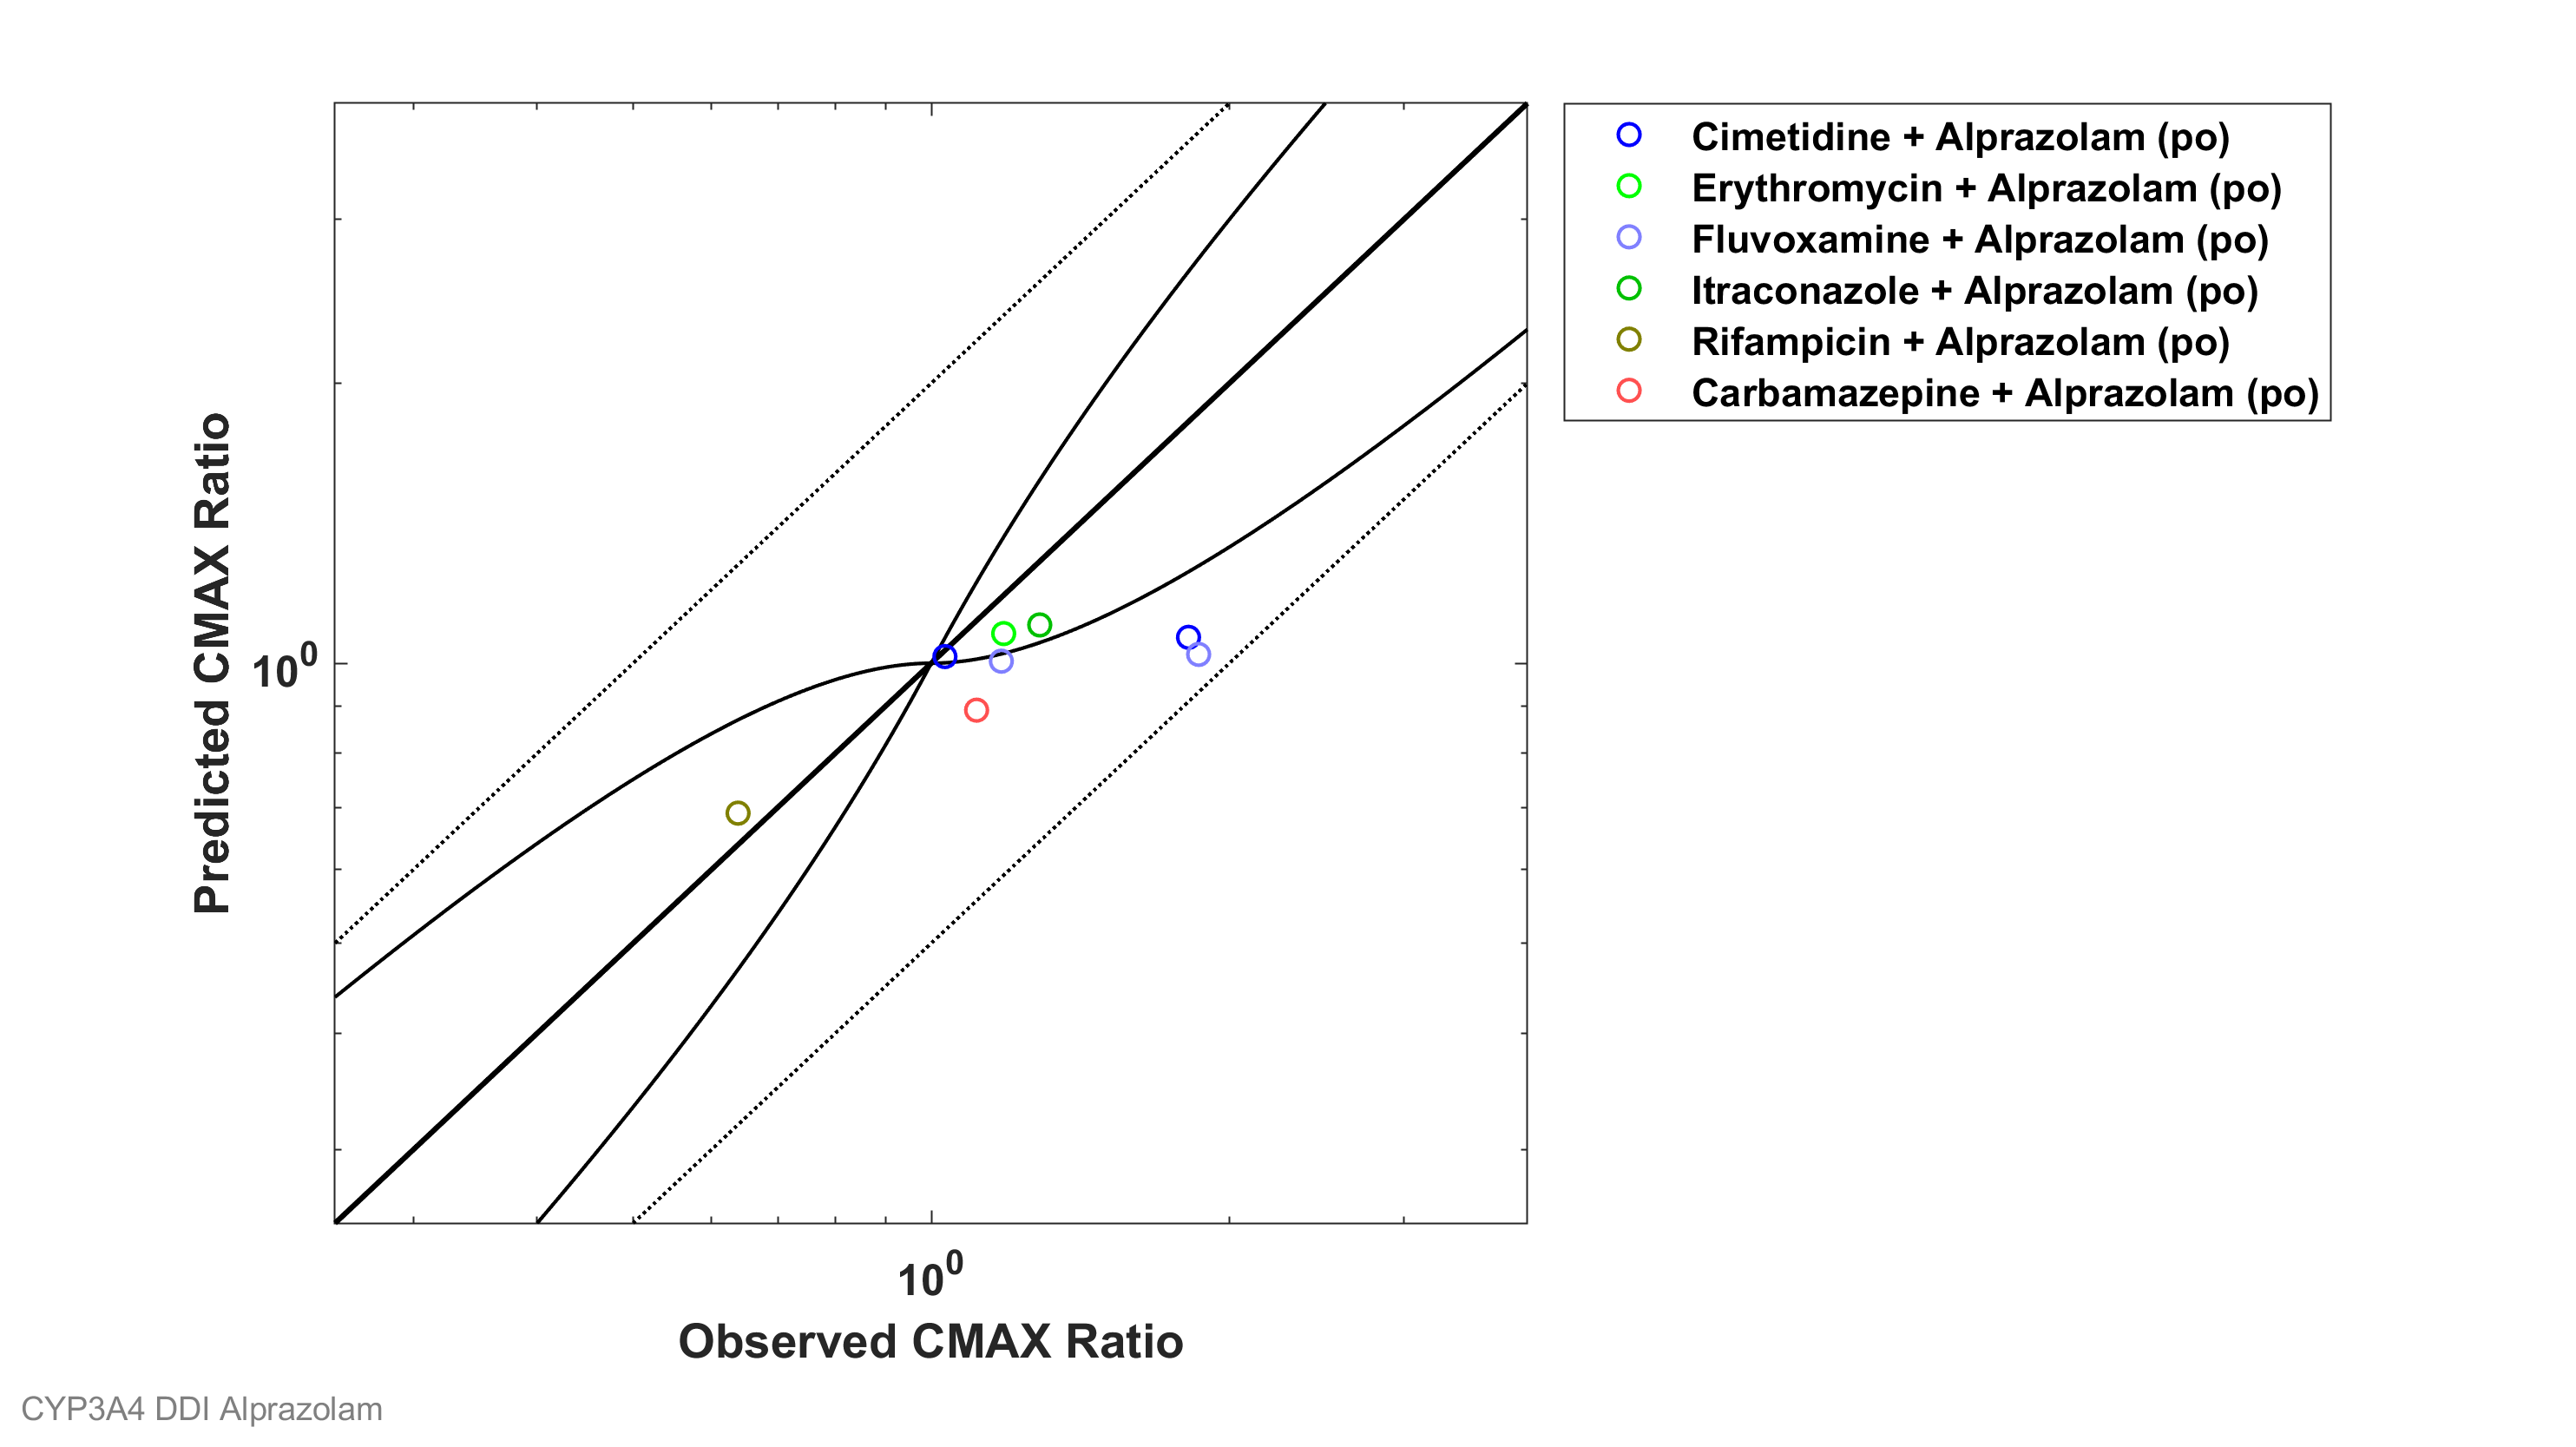 Cimetidine + Alprazolam (po)
Erythromycin + Alprazolam (po)
Fluvoxamine + Alprazolam (po)
Itraconazole + Alprazolam (po)
Rifampicin + Alprazolam (po)
Carbamazepine + Alprazolam (po)
Predicted CMAX Ratio
10^0
10^0
Observed CMAX Ratio
CYP3A4 DDI Alprazolam